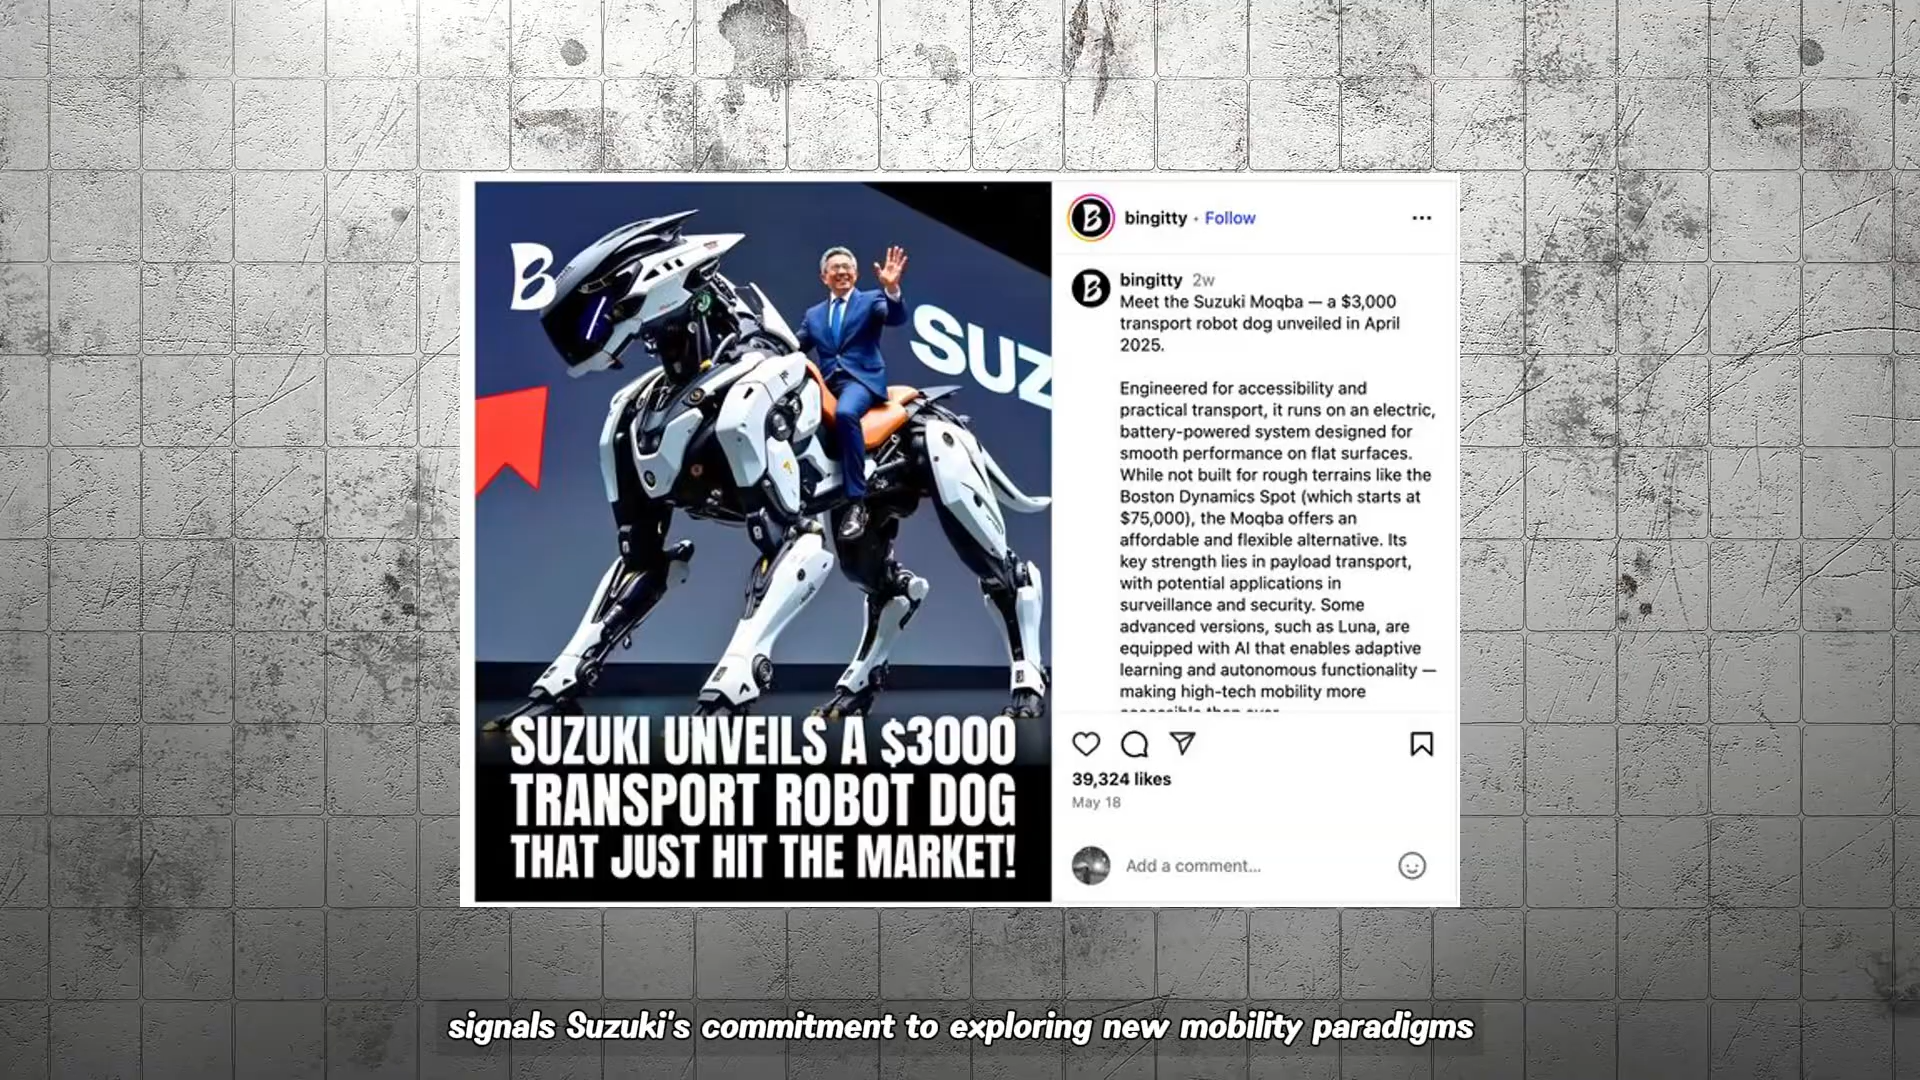 B
SUZ
SUZUKI UNVEILS A $3000
TRANSPORT ROBOT DOG
THAT JUST HIT THE MARKET!
B
bingitty • Follow
B
bingitty 2w
Meet the Suzuki Moqba — a $3,000
transport robot dog unveiled in April
2025.
Engineered for accessibility and
practical transport, it runs on an electric,
battery-powered system designed for
smooth performance on flat surfaces.
While not built for rough terrains like the
Boston Dynamics Spot (which starts at
$75,000), the Moqba offers an
affordable and flexible alternative. Its
key strength lies in payload transport,
with potential applications in
surveillance and security. Some
advanced versions, such as Luna, are
equipped with AI that enables adaptive
learning and autonomous functionality —
making high-tech mobility more
39,324 likes
May 18
Add a comment...
signals Suzuki's commitment to exploring new mobility paradigms